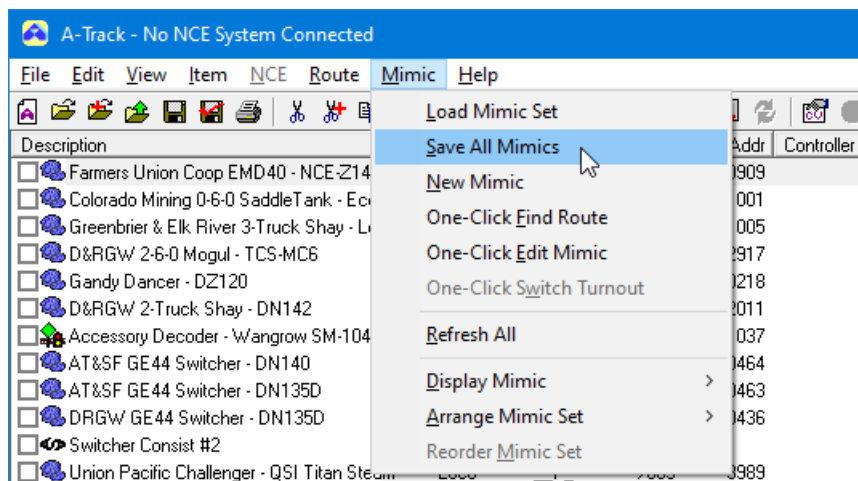 A-Track - No NCE System Connected
File Edit View Item NCE Route Mimic Help
Load Mimic Set
Save All Mimics
New Mimic
One-Click Find Route
One-Click Edit Mimic
One-Click Switch Turnout
Refresh All
Display Mimic
Arrange Mimic Set
Reorder Mimic Set
Description Addr Controller
Farmers Union Coop EMD40 - NCE-Z14 0909
Colorado Mining 0-6-0 SaddleTank - Ec 001
Greenbrier & Elk River 3-Truck Shay - L 005
D&RGW 2-6-0 Mogul - TCS-MC6 2917
Gandy Dancer - DZ120 0218
D&RGW 2-Truck Shay - DN142 2011
Accessory Decoder - Wangrow SM-104 037
AT&SF GE44 Switcher - DN140 0464
AT&SF GE44 Switcher - DN135D 0463
DRGW GE44 Switcher - DN135D 0436
Switcher Consist #2
Union Pacific Challenger - QSI Titan Steam 3989